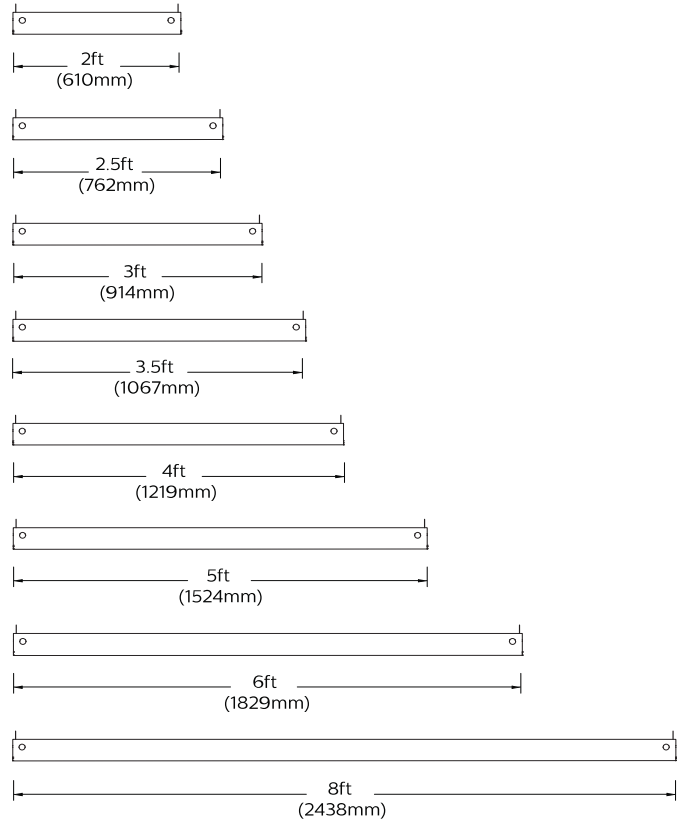 2ft
(610mm)
2.5ft
(762mm)
3ft
(914mm)
3.5ft
(1067mm)
4ft
(1219mm)
5ft
(1524mm)
6ft
(1829mm)
8ft
(2438mm)